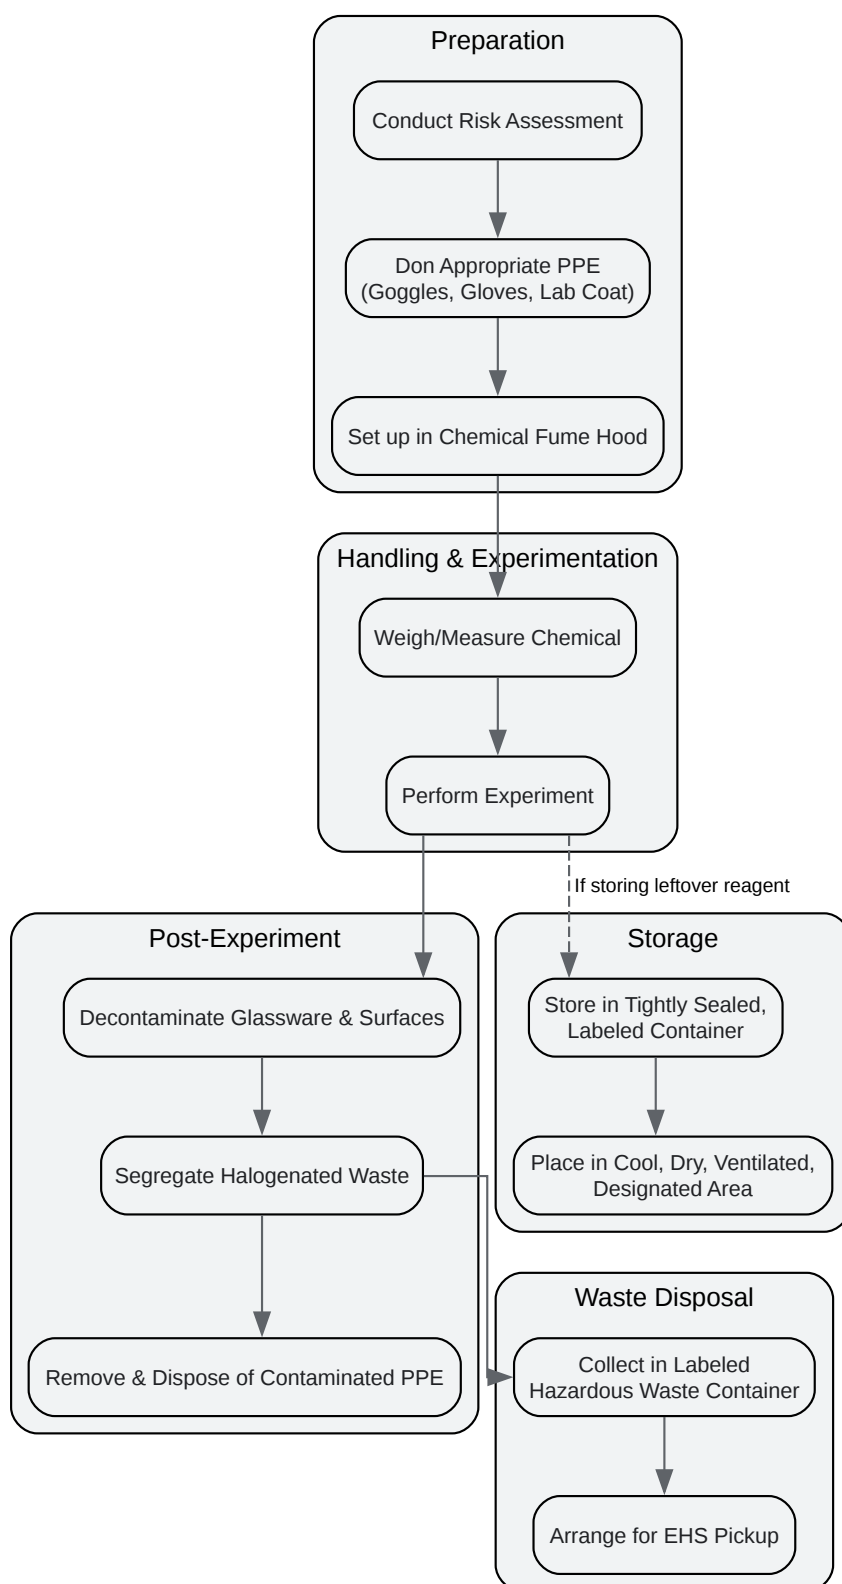 Preparation
Conduct Risk Assessment
Don Appropriate PPE
(Goggles, Gloves, Lab Coat)
Set up in Chemical Fume Hood
Handling & Experimentation
Weigh/Measure Chemical
Perform Experiment
If storing leftover reagent
Post-Experiment
Decontaminate Glassware & Surfaces
Segregate Halogenated Waste
Remove & Dispose of Contaminated PPE
Storage
Store in Tightly Sealed,
Labeled Container
Place in Cool, Dry, Ventilated,
Designated Area
Waste Disposal
Collect in Labeled
Hazardous Waste Container
Arrange for EHS Pickup